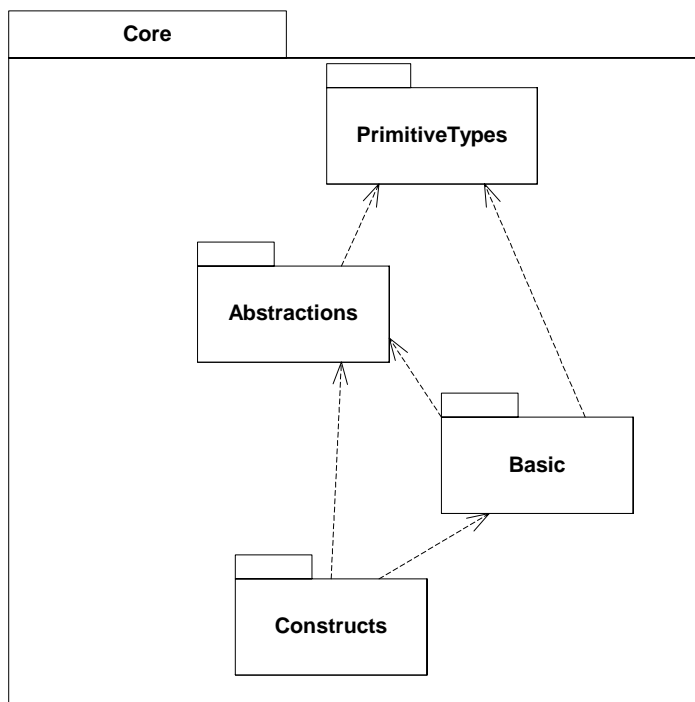 Core
PrimitiveTypes
Abstractions
Basic
Constructs